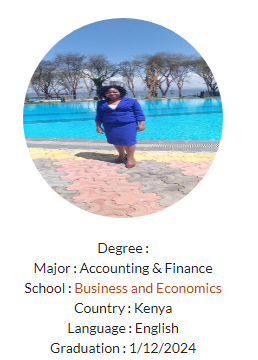 Degree :
Major : Accounting & Finance
School : Business and Economics
Country : Kenya
Language : English
Graduation : 1/12/2024